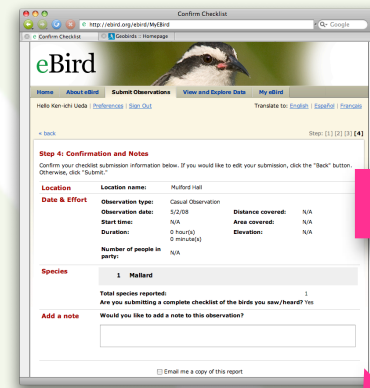 Confirm Checklist
http://ebird.org/ebird/MyEBird
Google
Confirm Checklist
Geobirds :: Homepage
eBird
Home About eBird Submit Observations View and Explore Data My eBird
Hello Ken-ichi Ueda | Preferences | Sign Out
Translate to: English | Español | Français
« back
Step: [1] [2] [3] [4]
Step 4: Confirmation and Notes
Confirm your checklist submission information below. If you would like to edit your submission, click the "Back" button.
Otherwise, click "Submit."
Location
Location name: Mulford Hall
Date & Effort
Observation type: Casual Observation
Observation date: 5/2/08 Distance covered: N/A
Start time: N/A Area covered: N/A
Duration: 0 hour(s) Elevation: N/A
0 minute(s)
Number of people in
party: N/A
Species
1 Mallard
Total species reported: 1
Are you submitting a complete checklist of the birds you saw/heard? Yes
Add a note
Would you like to add a note to this observation?
Email me a copy of this report